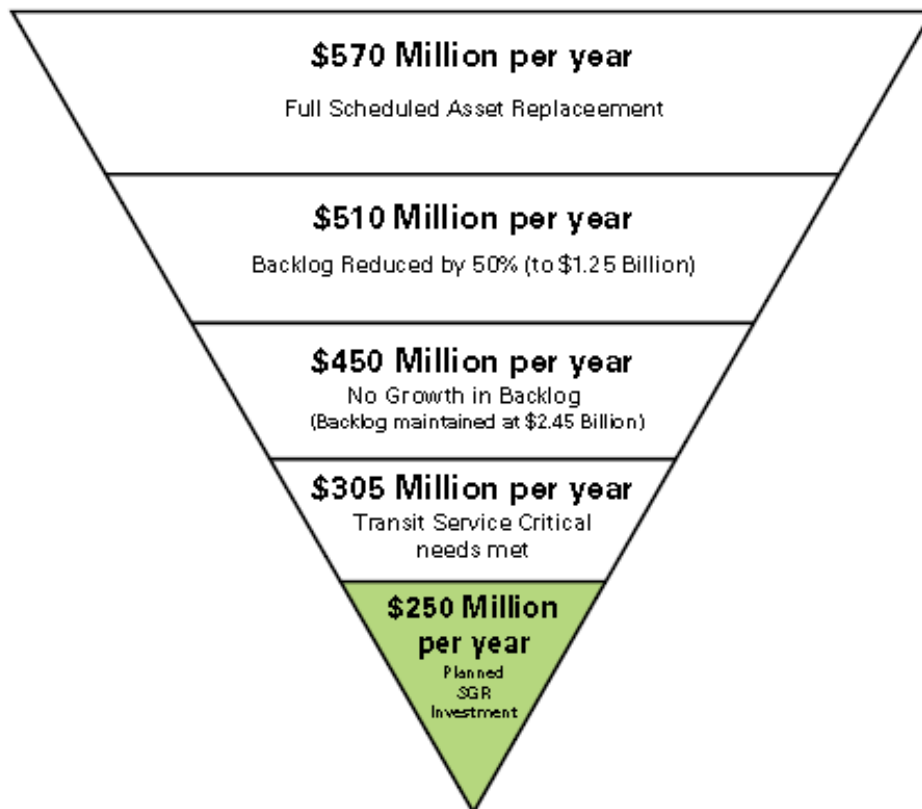 $570 Million per year
Full Scheduled Asset Replaceement
$510 Million per year
Backlog Reduced by 50% (to $1.25 Billion)
$450 Million per year
No Growth in Backlog
(Backlog maintained at $2.45 Billion)
$305 Million per year
Transit Service Critical
needs met
$250 Million
per year
Planned
SGR
Investment